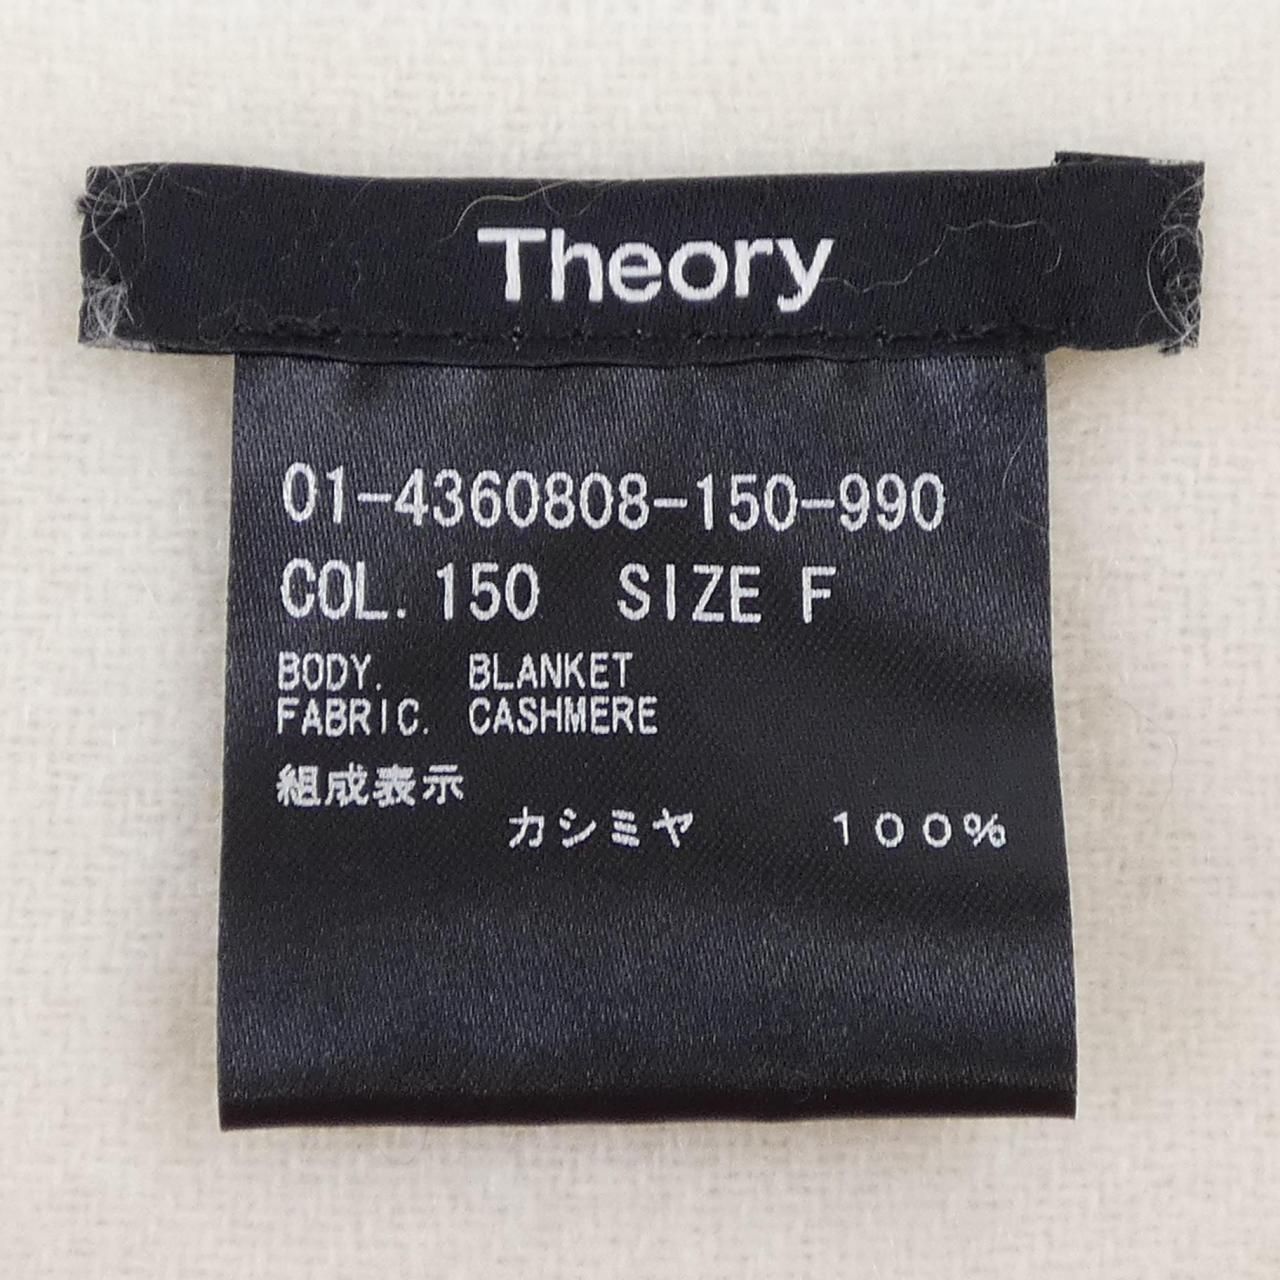 Theory
01-4360808-150-990
COL. 150 SIZE F
BODY. BLANKET
FABRIC. CASHMERE
組成表示
カシミヤ １００％